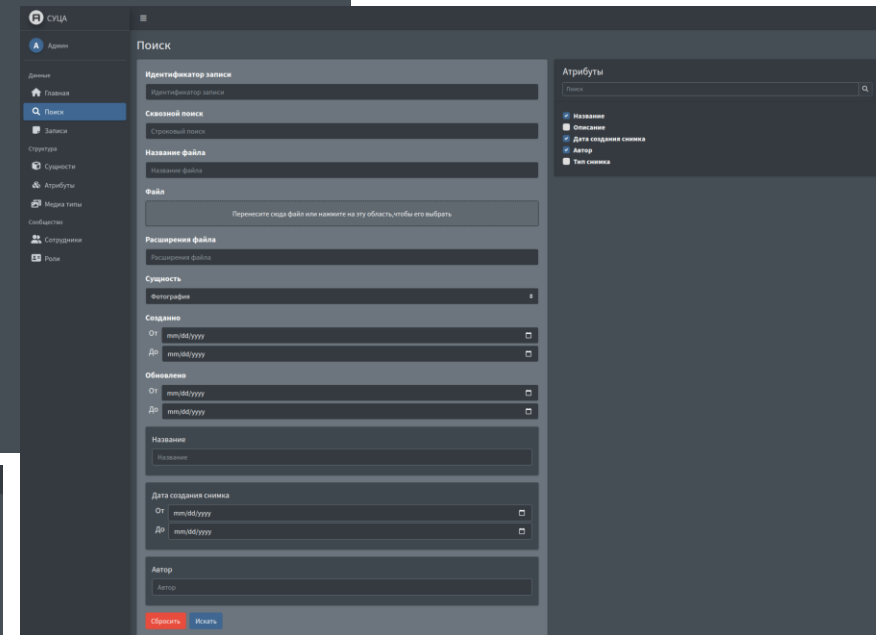 СУЦА
Админ
Данные
Главная
Поиск
Записи
Структура
Сущности
Атрибуты
Медиа типы
Сообщество
Сотрудники
Роли
Поиск
Идентификатор записи
Идентификатор записи
Сквозной поиск
Строковый поиск
Название файла
Название файла
Файл
Перенесите сюда файл или нажмите на эту область,чтобы его выбрать
Расширения файла
Расширения файла
Сущность
Фотография
Созданно
От mm/dd/yyyy
До mm/dd/yyyy
Обновлено
От mm/dd/yyyy
До mm/dd/yyyy
Название
Название
Дата создания снимка
От mm/dd/yyyy
До mm/dd/yyyy
Автор
Автор
Сбросить Искать
Атрибуты
Поиск
Название
Описание
Дата создания снимка
Автор
Тип снимка